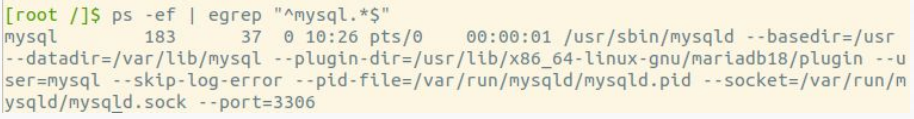 [root /]$ ps -ef | egrep "^mysql.*$"
mysql       183    37  0 10:26 pts/0    00:00:01 /usr/sbin/mysqld --basedir=/usr
--datadir=/var/lib/mysql --plugin-dir=/usr/lib/x86_64-linux-gnu/mariadb18/plugin --u
ser=mysql --skip-log-error --pid-file=/var/run/mysqld/mysqld.pid --socket=/var/run/m
ysqld/mysqld.sock --port=3306